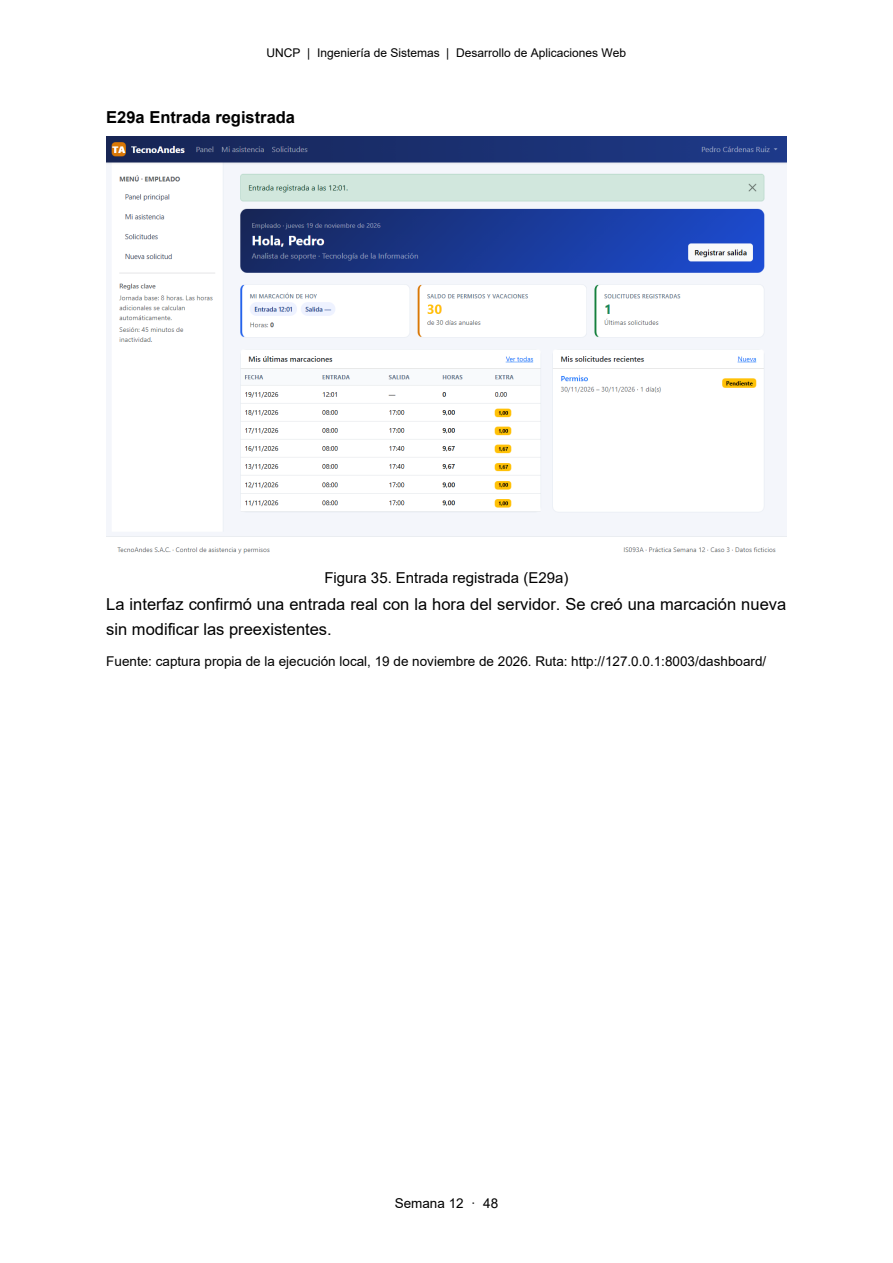 UNCP | Ingeniería de Sistemas | Desarrollo de Aplicaciones Web
E29a Entrada registrada
TA TecnoAndes Panel Mi asistencia Solicitudes Pedro Cárdenas Ruiz
MENÚ · EMPLEADO
Panel principal
Mi asistencia
Solicitudes
Nueva solicitud
Reglas clave
Jornada base: 8 horas. Las horas
adicionales se calculan
automáticamente.
Sesión: 45 minutos de
inactividad.
Entrada registrada a las 12:01.
Empleado · jueves 19 de noviembre de 2026
Hola, Pedro
Analista de soporte · Tecnología de la Información
Registrar salida
MI MARCACIÓN DE HOY
Entrada 12:01 Salida —
Horas: 0
SALDO DE PERMISOS Y VACACIONES
30
de 30 días anuales
SOLICITUDES REGISTRADAS
1
Últimas solicitudes
Mis últimas marcaciones Ver todas
FECHA ENTRADA SALIDA HORAS EXTRA
19/11/2026 12:01 — 0 0.00
18/11/2026 08:00 17:00 9,00 1,00
17/11/2026 08:00 17:00 9,00 1,00
16/11/2026 08:00 17:40 9,67 1,67
13/11/2026 08:00 17:40 9,67 1,67
12/11/2026 08:00 17:00 9,00 1,00
11/11/2026 08:00 17:00 9,00 1,00
Mis solicitudes recientes Nueva
Permiso
30/11/2026 – 30/11/2026 · 1 día(s)
Pendiente
TecnoAndes S.A.C. · Control de asistencia y permisos
IS093A · Práctica Semana 12 · Caso 3 · Datos ficticios
Figura 35. Entrada registrada (E29a)
La interfaz confirmó una entrada real con la hora del servidor. Se creó una marcación nueva
sin modificar las preexistentes.
Fuente: captura propia de la ejecución local, 19 de noviembre de 2026. Ruta: http://127.0.0.1:8003/dashboard/
Semana 12 · 48